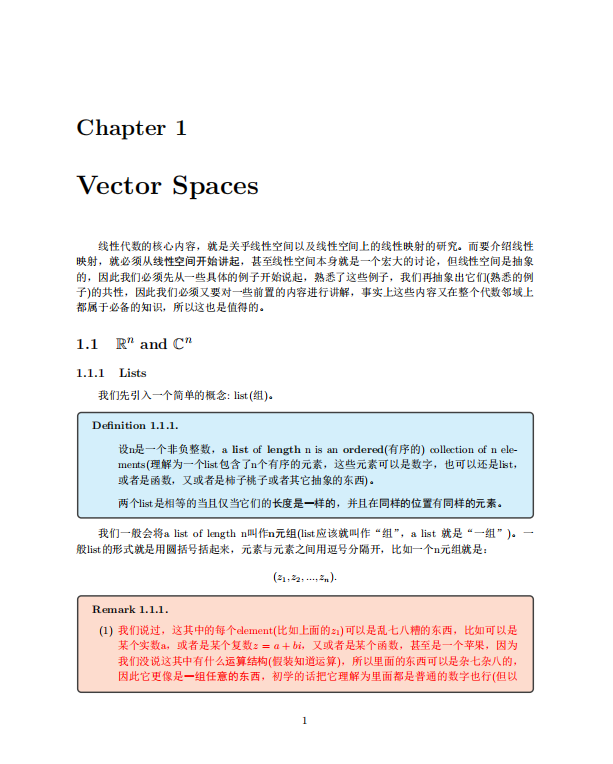 Chapter 1
Vector Spaces
线性代数的核心内容，就是关乎线性空间以及线性空间上的线性映射的研究。而要介绍线性
映射，就必须从线性空间开始讲起，甚至线性空间本身就是一个宏大的讨论，但线性空间是抽象
的，因此我们必须先从一些具体的例子开始说起，熟悉了这些例子，我们再抽象出它们(熟悉的例
子)的共性，因此我们必须又要对一些前置的内容进行讲解，事实上这些内容又在整个代数邻域上
都属于必备的知识，所以这也是值得的。
1.1 ℝⁿ and ℂⁿ
1.1.1 Lists
我们先引入一个简单的概念: list(组)。
Definition 1.1.1.
设n是一个非负整数，a list of length n is an ordered(有序的) collection of n ele-
ments(理解为一个list包含了n个有序的元素，这些元素可以是数字，也可以还是list，
或者是函数，又或者是柿子桃子或者其它抽象的东西)。
两个list是相等的当且仅当它们的长度是一样的，并且在同样的位置有同样的元素。
我们一般会将a list of length n叫作n元组(list应该就叫作“组”，a list 就是“一组”)。一
般list的形式就是用圆括号括起来，元素与元素之间用逗号分隔开，比如一个n元组就是：
(z₁, z₂, ..., zₙ).
Remark 1.1.1.
(1) 我们说过，这其中的每个element(比如上面的z₁)可以是乱七八糟的东西，比如可以是
某个实数a，或者是某个复数z = a + bi，又或者是某个函数，甚至是一个苹果，因为
我们没说这其中有什么运算结构(假装知道运算)，所以里面的东西可以是杂七杂八的，
因此它更像是一组任意的东西，初学的话把它理解为里面都是普通的数字也行(但以
1